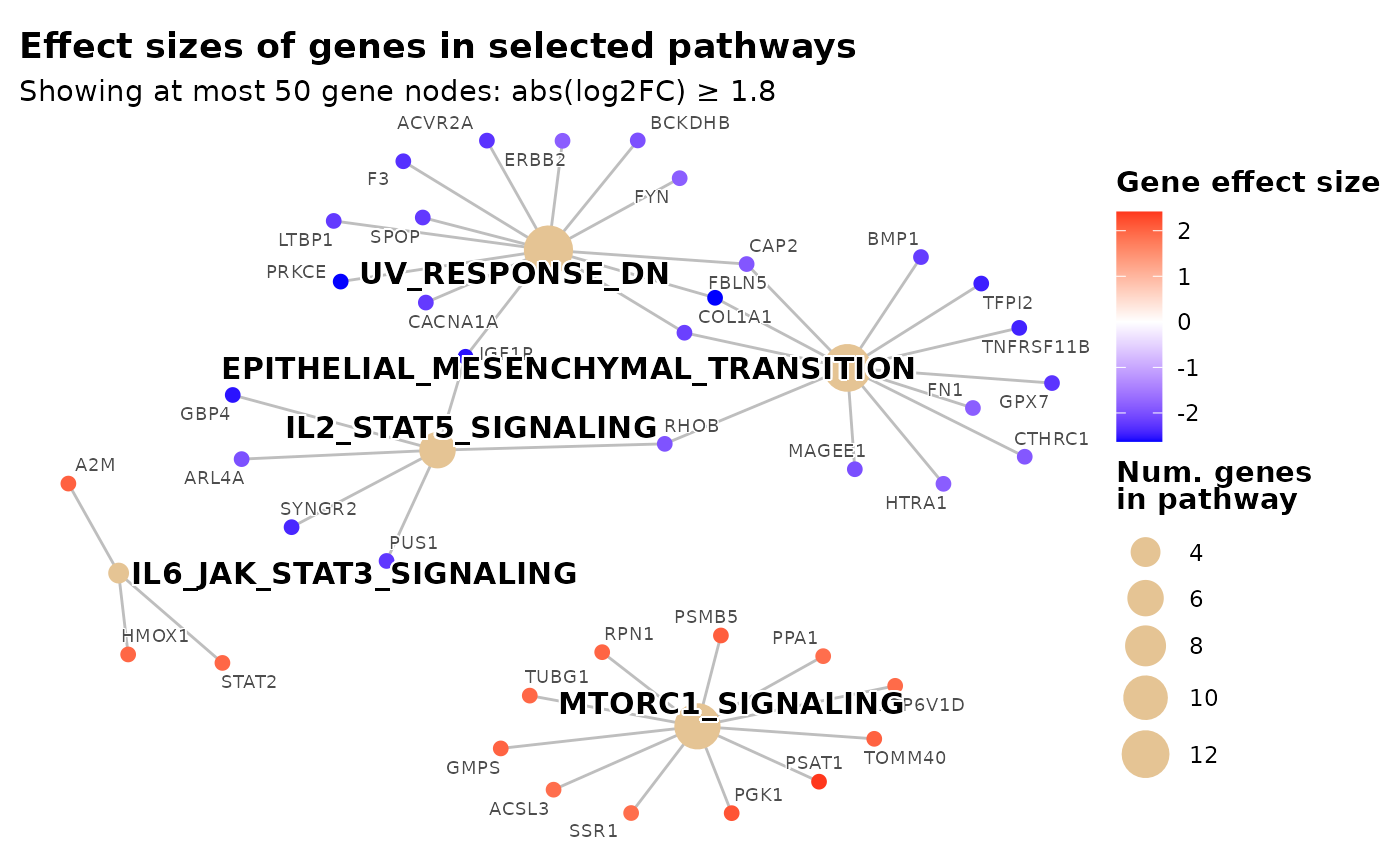 Effect sizes of genes in selected pathways
Showing at most 50 gene nodes: abs(log2FC) ≥ 1.8
ACVR2A
BCKDHB
ERBB2
F3
FYN
LTBP1
SPOP
CAP2
BMP1
PRKCE
UV_RESPONSE_DN
FBLN5
TFPI2
CACNA1A
COL1A1
TNFRSF11B
EPITHELIAL_MESENCHYMAL_TRANSITION
FN1
GPX7
GBP4
IL2_STAT5_SIGNALING
RHOB
CTHRC1
MAGEE1
A2M
ARL4A
HTRA1
SYNGR2
PUS1
IL6_JAK_STAT3_SIGNALING
HMOX1
STAT2
PSMB5
RPN1
PPA1
TUBG1
MTORC1_SIGNALING
P6V1D
TOMM40
GMPS
PSAT1
PGK1
ACSL3
SSR1
Gene effect size
2
1
0
-1
-2
Num. genes
in pathway
4
6
8
10
12